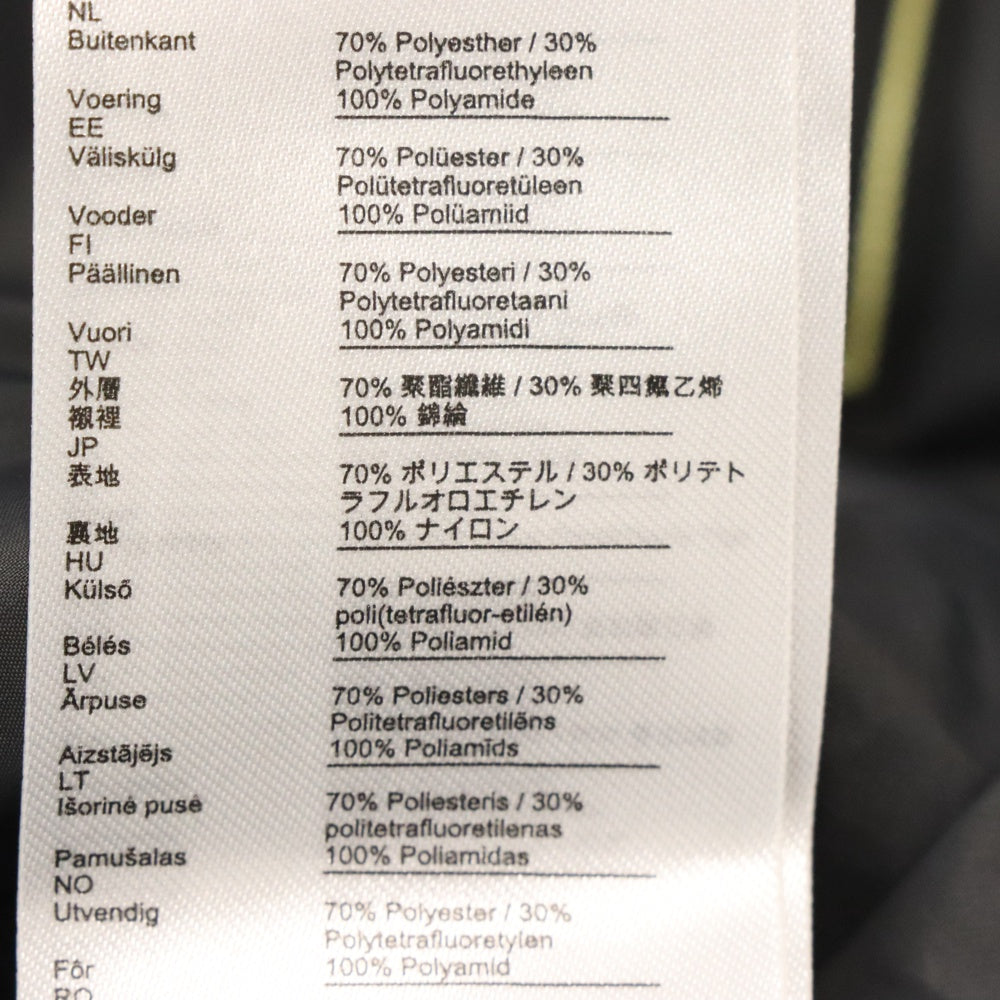 NL
Buitenkant 70% Polyesther / 30%
Polytetrafluorethyleen
Voering 100% Polyamide
EE
Väliskülg 70% Polüester / 30%
Polütetrafluoretüleen
Vooder 100% Polüamiid
FI
Päällinen 70% Polyesteri / 30%
Polytetrafluoretaani
Vuori 100% Polyamidi
TW
外層 70% 聚酯纖維 / 30% 聚四氟乙烯
襯裡 100% 錦綸
JP
表地 70% ポリエステル / 30% ポリテト
ラフルオロエチレン
裏地 100% ナイロン
HU
Külső 70% Poliészter / 30%
poli(tetrafluor-etilén)
Bélés 100% Poliamid
LV
Ārpuse 70% Poliesters / 30%
Politetrafluoretilēns
Aizstājējs 100% Poliamīds
LT
Išorinė pusė 70% Poliesteris / 30%
politetrafluoretilenas
Pamušalas 100% Poliamidas
NO
Utvendig 70% Polyester / 30%
Polytetrafluoretylen
Fôr 100% Polyamid
RO